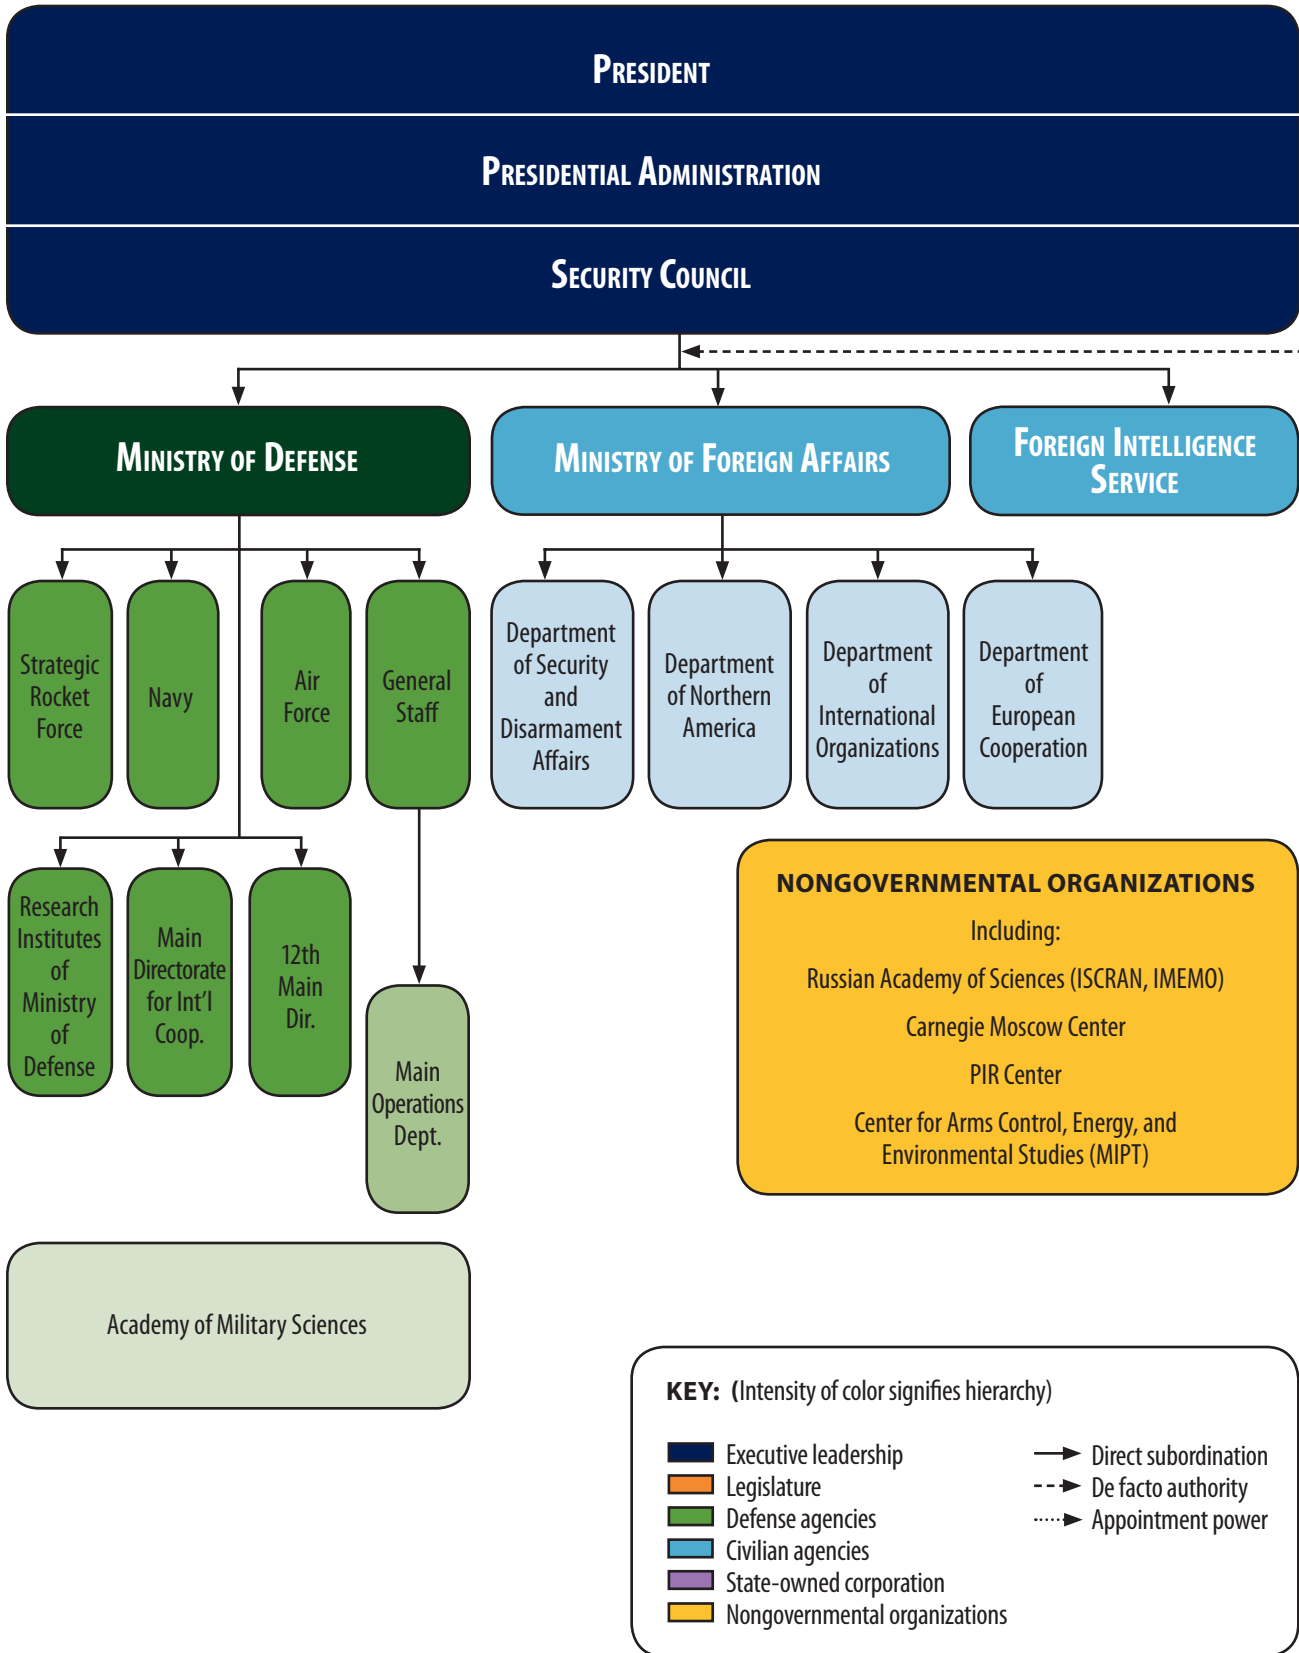 PRESIDENT
PRESIDENTIAL ADMINISTRATION
SECURITY COUNCIL
MINISTRY OF DEFENSE
MINISTRY OF FOREIGN AFFAIRS
FOREIGN INTELLIGENCE
SERVICE
Strategic
Rocket
Force
Navy
Air
Force
General
Staff
Department
of Security
and
Disarmament
Affairs
Department
of Northern
America
Department
of
International
Organizations
Department
of
European
Cooperation
Research
Institutes
of
Ministry
of
Defense
Main
Directorate
for Int'l
Coop.
12th
Main
Dir.
Main
Operations
Dept.
NONGOVERNMENTAL ORGANIZATIONS
Including:
Russian Academy of Sciences (ISCRAN, IMEMO)
Carnegie Moscow Center
PIR Center
Center for Arms Control, Energy, and
Environmental Studies (MIPT)
Academy of Military Sciences
KEY: (Intensity of color signifies hierarchy)
Executive leadership
Legislature
Defense agencies
Civilian agencies
State-owned corporation
Nongovernmental organizations
Direct subordination
De facto authority
Appointment power